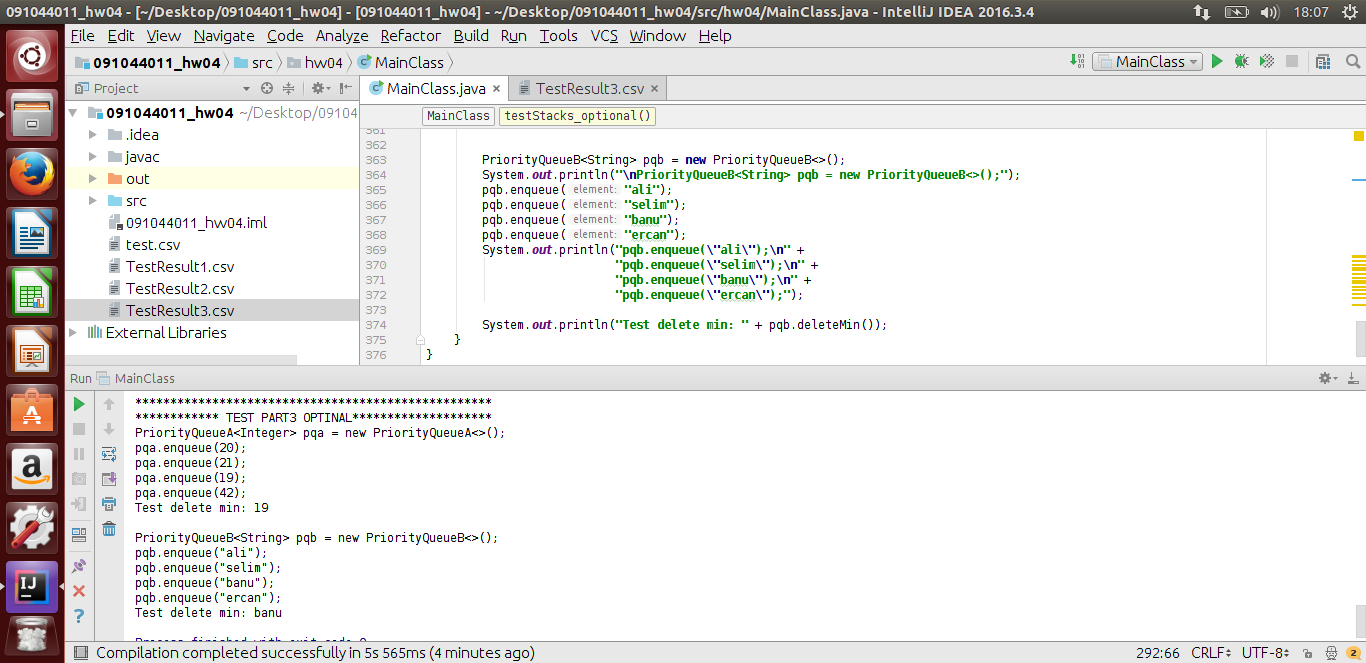 091044011_hw04 - [~/Desktop/091044011_hw04] - [091044011_hw04] - ~/Desktop/091044011_hw04/src/hw04/MainClass.java - IntelliJ IDEA 2016.3.4
18:07
File Edit View Navigate Code Analyze Refactor Build Run Tools VCS Window Help
091044011_hw04 src hw04 MainClass
MainClass
Project
MainClass.java × TestResult3.csv ×
091044011_hw04 ~/Desktop/09104
.idea
javac
out
src
091044011_hw04.iml
test.csv
TestResult1.csv
TestResult2.csv
TestResult3.csv
External Libraries
MainClass testStacks_optional()
361
362
363 PriorityQueueB<String> pqb = new PriorityQueueB<>();
364 System.out.println("\nPriorityQueueB<String> pqb = new PriorityQueueB<>();");
365 pqb.enqueue( element: "ali");
366 pqb.enqueue( element: "selim");
367 pqb.enqueue( element: "banu");
368 pqb.enqueue( element: "ercan");
369 System.out.println("pqb.enqueue(\"ali\");\n" +
370 "pqb.enqueue(\"selim\");\n" +
371 "pqb.enqueue(\"banu\");\n" +
372 "pqb.enqueue(\"ercan\");");
373
374 System.out.println("Test delete min: " + pqb.deleteMin());
375 }
376 }
Run MainClass
***************************************************
************ TEST PART3 OPTINAL********************
PriorityQueueA<Integer> pqa = new PriorityQueueA<>();
pqa.enqueue(20);
pqa.enqueue(21);
pqa.enqueue(19);
pqa.enqueue(42);
Test delete min: 19
PriorityQueueB<String> pqb = new PriorityQueueB<>();
pqb.enqueue("ali");
pqb.enqueue("selim");
pqb.enqueue("banu");
pqb.enqueue("ercan");
Test delete min: banu
Process finished with exit code 0
Compilation completed successfully in 5s 565ms (4 minutes ago)
292:66 CRLF UTF-8 2